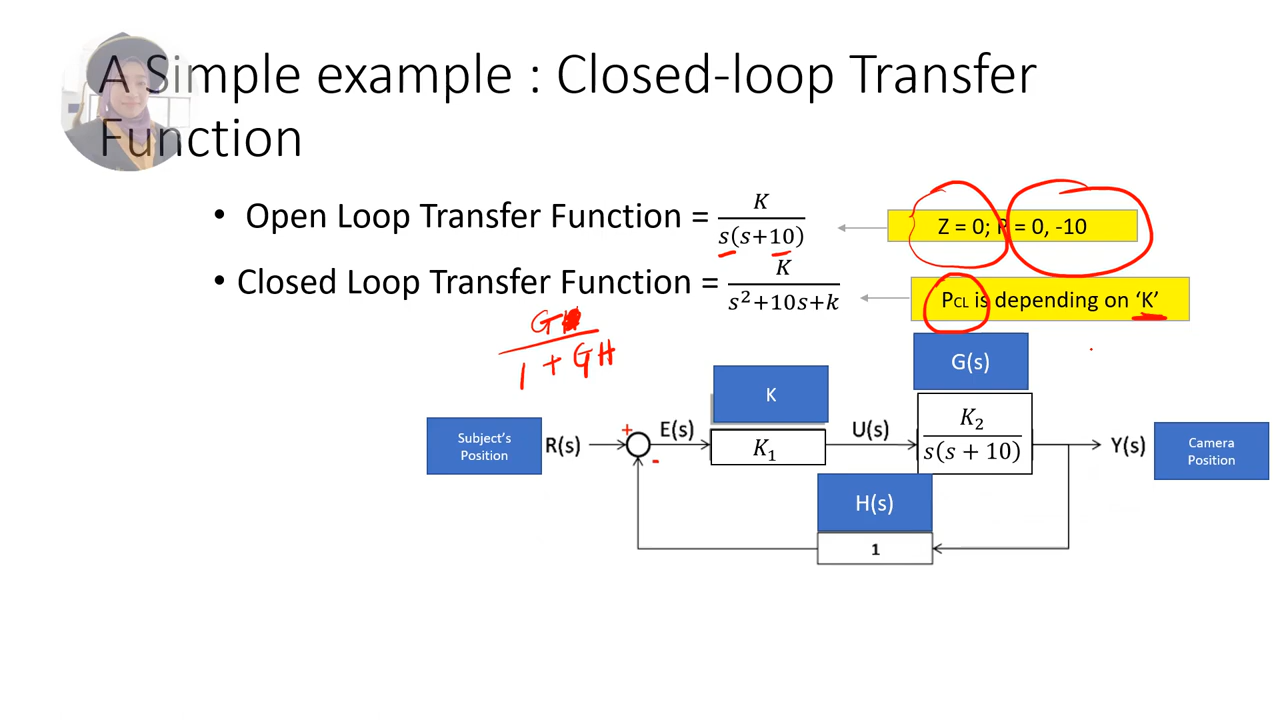 A Simple example : Closed-loop Transfer
Function
• Open Loop Transfer Function = K / s(s+10)
Z = 0; P = 0, -10
• Closed Loop Transfer Function = K / s²+10s+k
PCL is depending on ‘K’
G
1 + GH
G(s)
K
Subject's
Position
R(s)
+
-
E(s)
K₁
U(s)
K₂
s(s + 10)
Y(s)
Camera
Position
H(s)
1